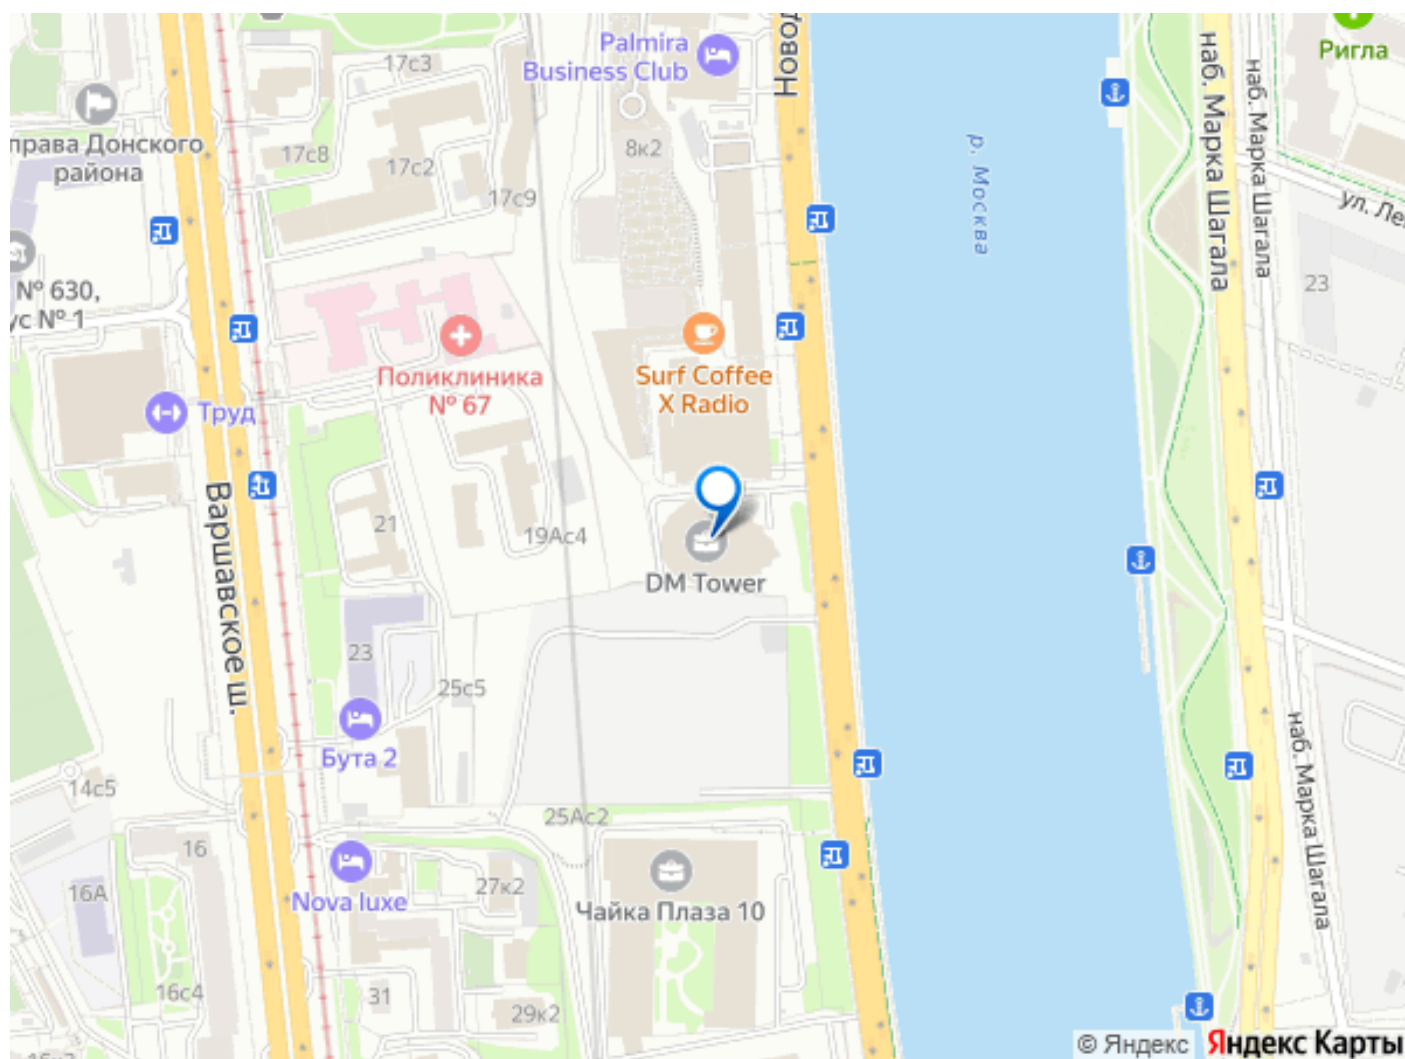 Palmira
Business Club
Новод
наб. Марка Шагала
наб. Марка Шагала
Ригла
17с3
права Донского
района
17с8
17с2
17с9
8к2
р. Москва
ул. Ле
23
№ 630,
ус № 1
Поликлиника
№ 67
Surf Coffee
X Radio
Труд
Варшавское ш.
21
19Ас4
DM Tower
23
25с5
Бута 2
наб. Марка Шагала
14с5
25Ас2
16
16А
Nova luxe
27к2
Чайка Плаза 10
16с4
31
29к2
© Яндекс
Яндекс Карты